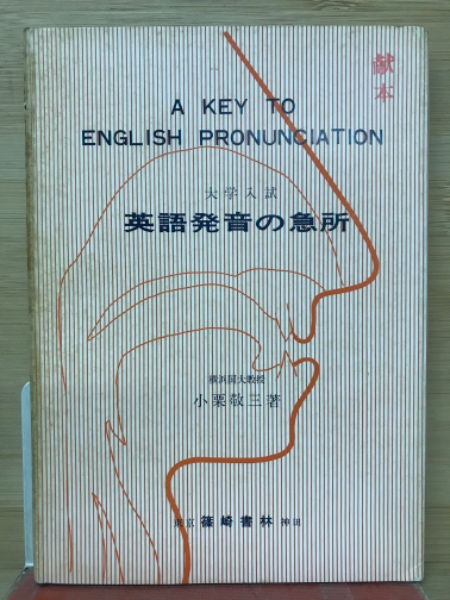 献本
A KEY TO
ENGLISH PRONUNCIATION
大学入試
英語発音の急所
横浜国大教授
小栗敬三著
東京 篠崎書林 神田